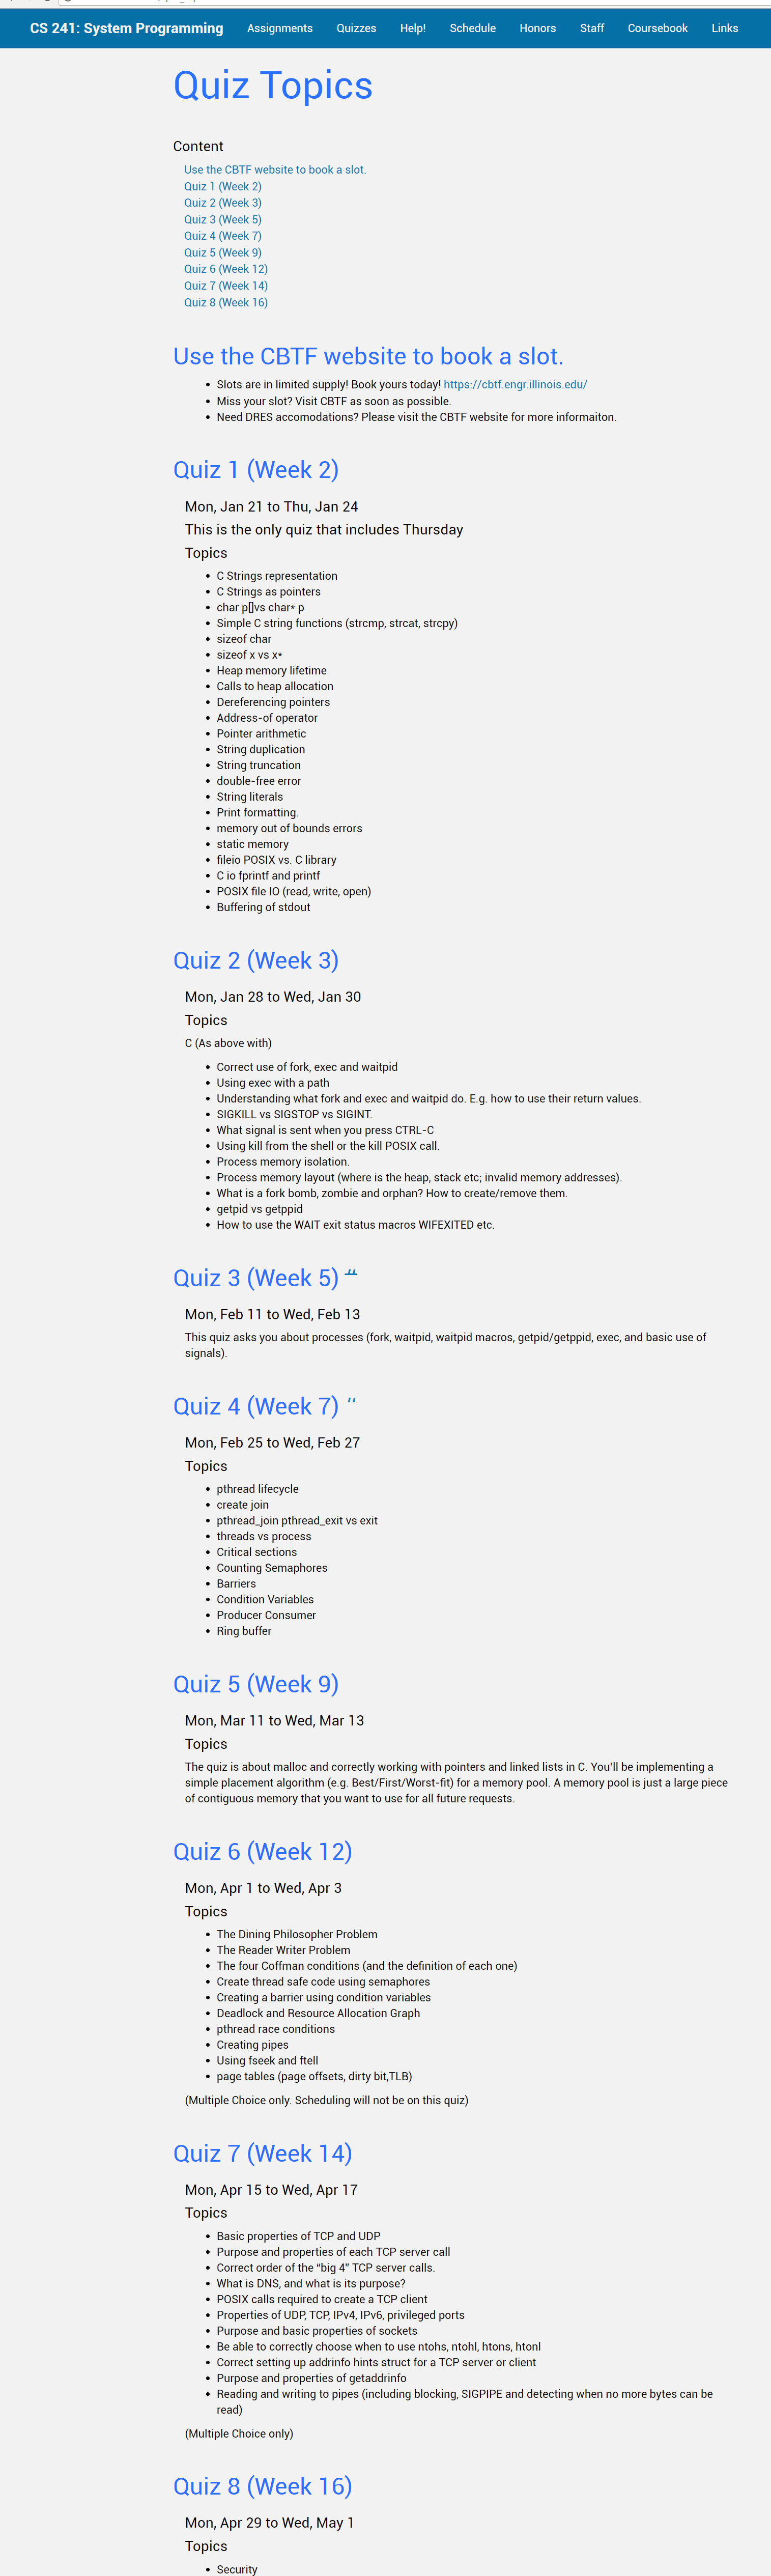 CS 241: System Programming Assignments Quizzes Help! Schedule Honors Staff Coursebook Links
Quiz Topics
Content
Use the CBTF website to book a slot.
Quiz 1 (Week 2)
Quiz 2 (Week 3)
Quiz 3 (Week 5)
Quiz 4 (Week 7)
Quiz 5 (Week 9)
Quiz 6 (Week 12)
Quiz 7 (Week 14)
Quiz 8 (Week 16)
Use the CBTF website to book a slot.
• Slots are in limited supply! Book yours today! https://cbtf.engr.illinois.edu/
• Miss your slot? Visit CBTF as soon as possible.
• Need DRES accomodations? Please visit the CBTF website for more informaiton.
Quiz 1 (Week 2)
Mon, Jan 21 to Thu, Jan 24
This is the only quiz that includes Thursday
Topics
• C Strings representation
• C Strings as pointers
• char p[]vs char* p
• Simple C string functions (strcmp, strcat, strcpy)
• sizeof char
• sizeof x vs x*
• Heap memory lifetime
• Calls to heap allocation
• Dereferencing pointers
• Address-of operator
• Pointer arithmetic
• String duplication
• String truncation
• double-free error
• String literals
• Print formatting.
• memory out of bounds errors
• static memory
• fileio POSIX vs. C library
• C io fprintf and printf
• POSIX file IO (read, write, open)
• Buffering of stdout
Quiz 2 (Week 3)
Mon, Jan 28 to Wed, Jan 30
Topics
C (As above with)
• Correct use of fork, exec and waitpid
• Using exec with a path
• Understanding what fork and exec and waitpid do. E.g. how to use their return values.
• SIGKILL vs SIGSTOP vs SIGINT.
• What signal is sent when you press CTRL-C
• Using kill from the shell or the kill POSIX call.
• Process memory isolation.
• Process memory layout (where is the heap, stack etc; invalid memory addresses).
• What is a fork bomb, zombie and orphan? How to create/remove them.
• getpid vs getppid
• How to use the WAIT exit status macros WIFEXITED etc.
Quiz 3 (Week 5) #
Mon, Feb 11 to Wed, Feb 13
This quiz asks you about processes (fork, waitpid, waitpid macros, getpid/getppid, exec, and basic use of
signals).
Quiz 4 (Week 7) #
Mon, Feb 25 to Wed, Feb 27
Topics
• pthread lifecycle
• create join
• pthread_join pthread_exit vs exit
• threads vs process
• Critical sections
• Counting Semaphores
• Barriers
• Condition Variables
• Producer Consumer
• Ring buffer
Quiz 5 (Week 9)
Mon, Mar 11 to Wed, Mar 13
Topics
The quiz is about malloc and correctly working with pointers and linked lists in C. You'll be implementing a
simple placement algorithm (e.g. Best/First/Worst-fit) for a memory pool. A memory pool is just a large piece
of contiguous memory that you want to use for all future requests.
Quiz 6 (Week 12)
Mon, Apr 1 to Wed, Apr 3
Topics
• The Dining Philosopher Problem
• The Reader Writer Problem
• The four Coffman conditions (and the definition of each one)
• Create thread safe code using semaphores
• Creating a barrier using condition variables
• Deadlock and Resource Allocation Graph
• pthread race conditions
• Creating pipes
• Using fseek and ftell
• page tables (page offsets, dirty bit,TLB)
(Multiple Choice only. Scheduling will not be on this quiz)
Quiz 7 (Week 14)
Mon, Apr 15 to Wed, Apr 17
Topics
• Basic properties of TCP and UDP
• Purpose and properties of each TCP server call
• Correct order of the “big 4” TCP server calls.
• What is DNS, and what is its purpose?
• POSIX calls required to create a TCP client
• Properties of UDP, TCP, IPv4, IPv6, privileged ports
• Purpose and basic properties of sockets
• Be able to correctly choose when to use ntohs, ntohl, htons, htonl
• Correct setting up addrinfo hints struct for a TCP server or client
• Purpose and properties of getaddrinfo
• Reading and writing to pipes (including blocking, SIGPIPE and detecting when no more bytes can be
read)
(Multiple Choice only)
Quiz 8 (Week 16)
Mon, Apr 29 to Wed, May 1
Topics
• Security